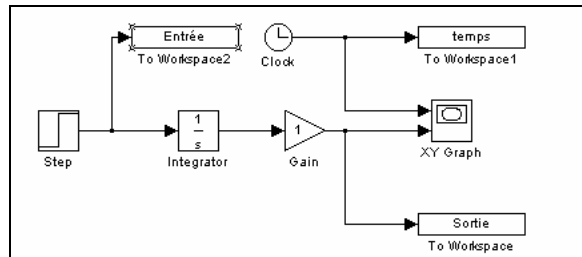 Entrée
To Workspace2
Clock
temps
To Workspace1
Step
1
s
Integrator
1
Gain
XY Graph
Sortie
To Workspace